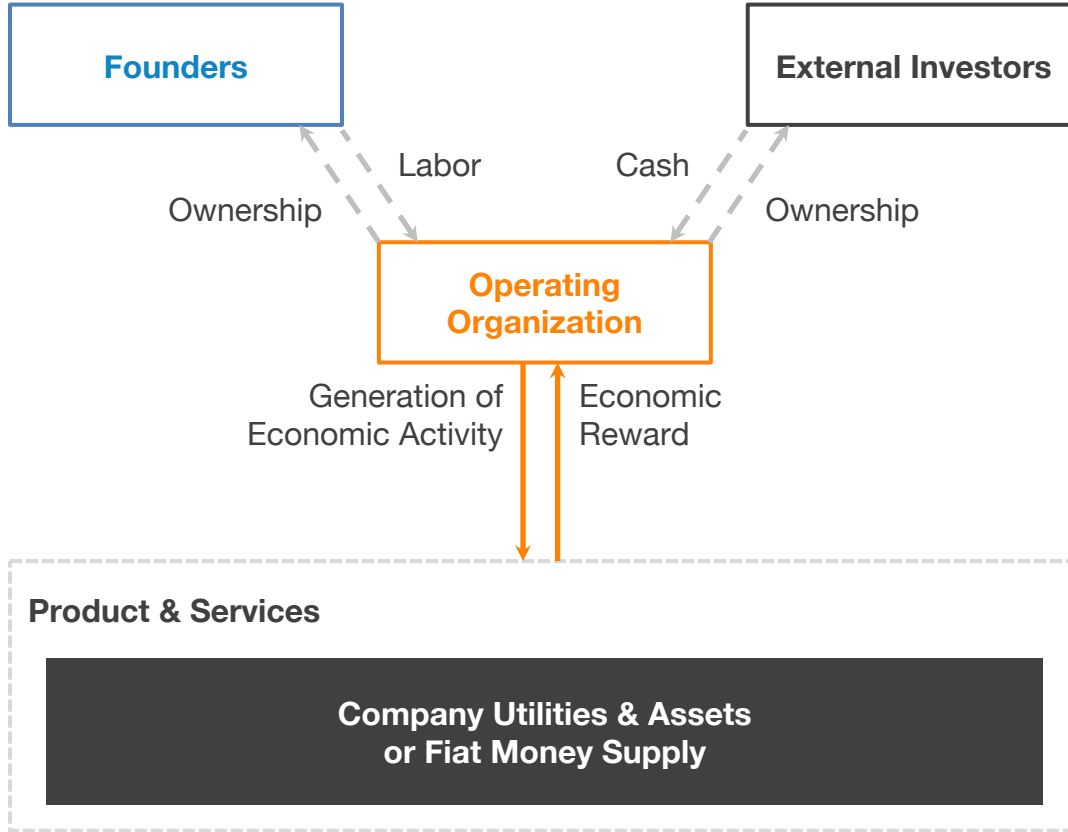 Founders
External Investors
Labor
Cash
Ownership
Ownership
Operating
Organization
Generation of
Economic Activity
Economic
Reward
Product & Services
Company Utilities & Assets
or Fiat Money Supply